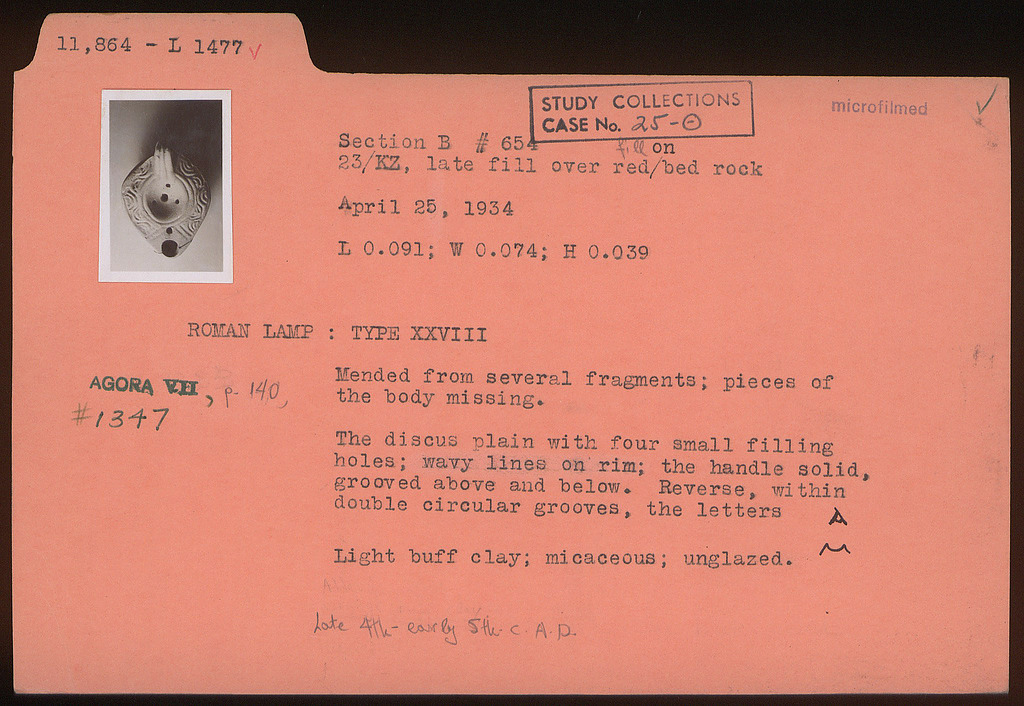 11,864 - L 1477 ✓
STUDY COLLECTIONS
CASE No. 25-Θ
microfilmed ✓
Section B # 654
fill on
23/KZ, late fill over red/bed rock
April 25, 1934
L 0.091; W 0.074; H 0.039
ROMAN LAMP : TYPE XXVIII
AGORA VII, p. 140,
#1347
Mended from several fragments; pieces of
the body missing.
The discus plain with four small filling
holes; wavy lines on rim; the handle solid,
grooved above and below. Reverse, within
double circular grooves, the letters A
M
Light buff clay; micaceous; unglazed.
Late 4th - early 5th c. A.D.